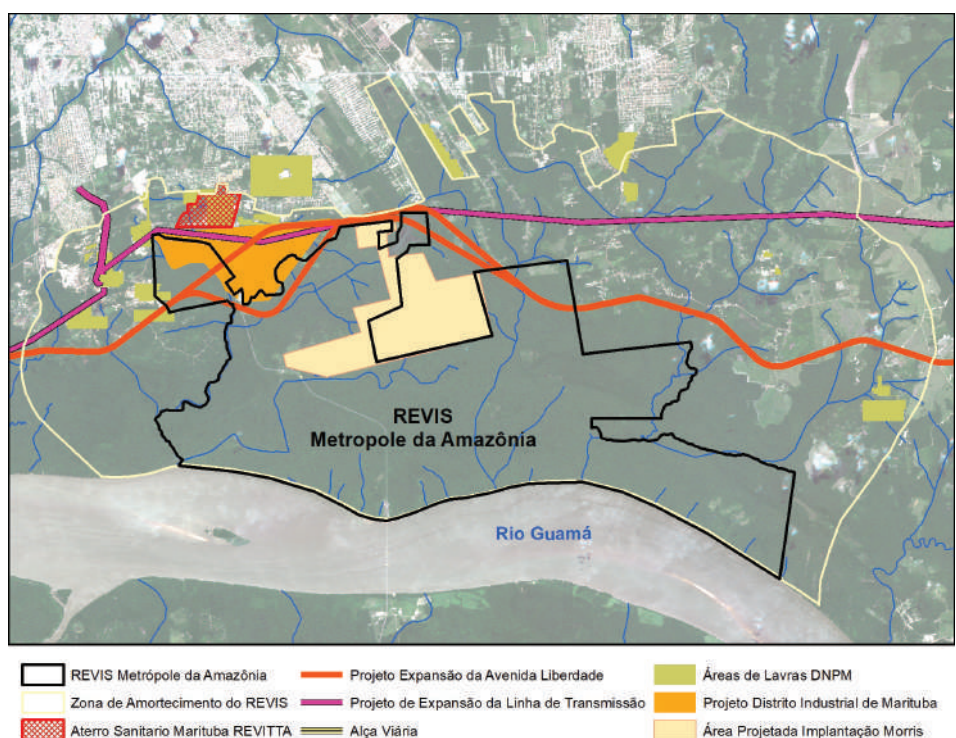 REVIS
Metropole da Amazônia
Rio Guamá
REVIS Metrópole da Amazônia
Projeto Expansão da Avenida Liberdade
Áreas de Lavras DNPM
Zona de Amortecimento do REVIS
Projeto de Expansão da Linha de Transmissão
Projeto Distrito Industrial de Marituba
Aterro Sanitario Marituba REVITTA
Alça Viária
Área Projetada Implantação Morris